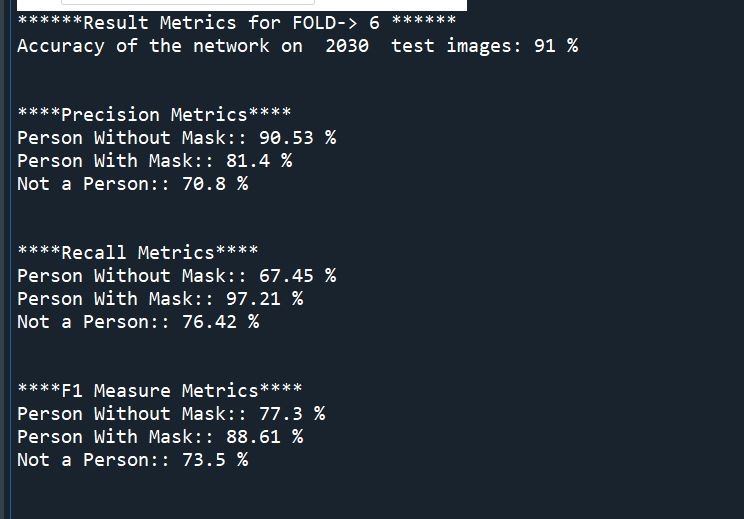 ******Result Metrics for FOLD-> 6 ******
Accuracy of the network on  2030  test images: 91 %
****Precision Metrics****
Person Without Mask:: 90.53 %
Person With Mask:: 81.4 %
Not a Person:: 70.8 %
****Recall Metrics****
Person Without Mask:: 67.45 %
Person With Mask:: 97.21 %
Not a Person:: 76.42 %
****F1 Measure Metrics****
Person Without Mask:: 77.3 %
Person With Mask:: 88.61 %
Not a Person:: 73.5 %